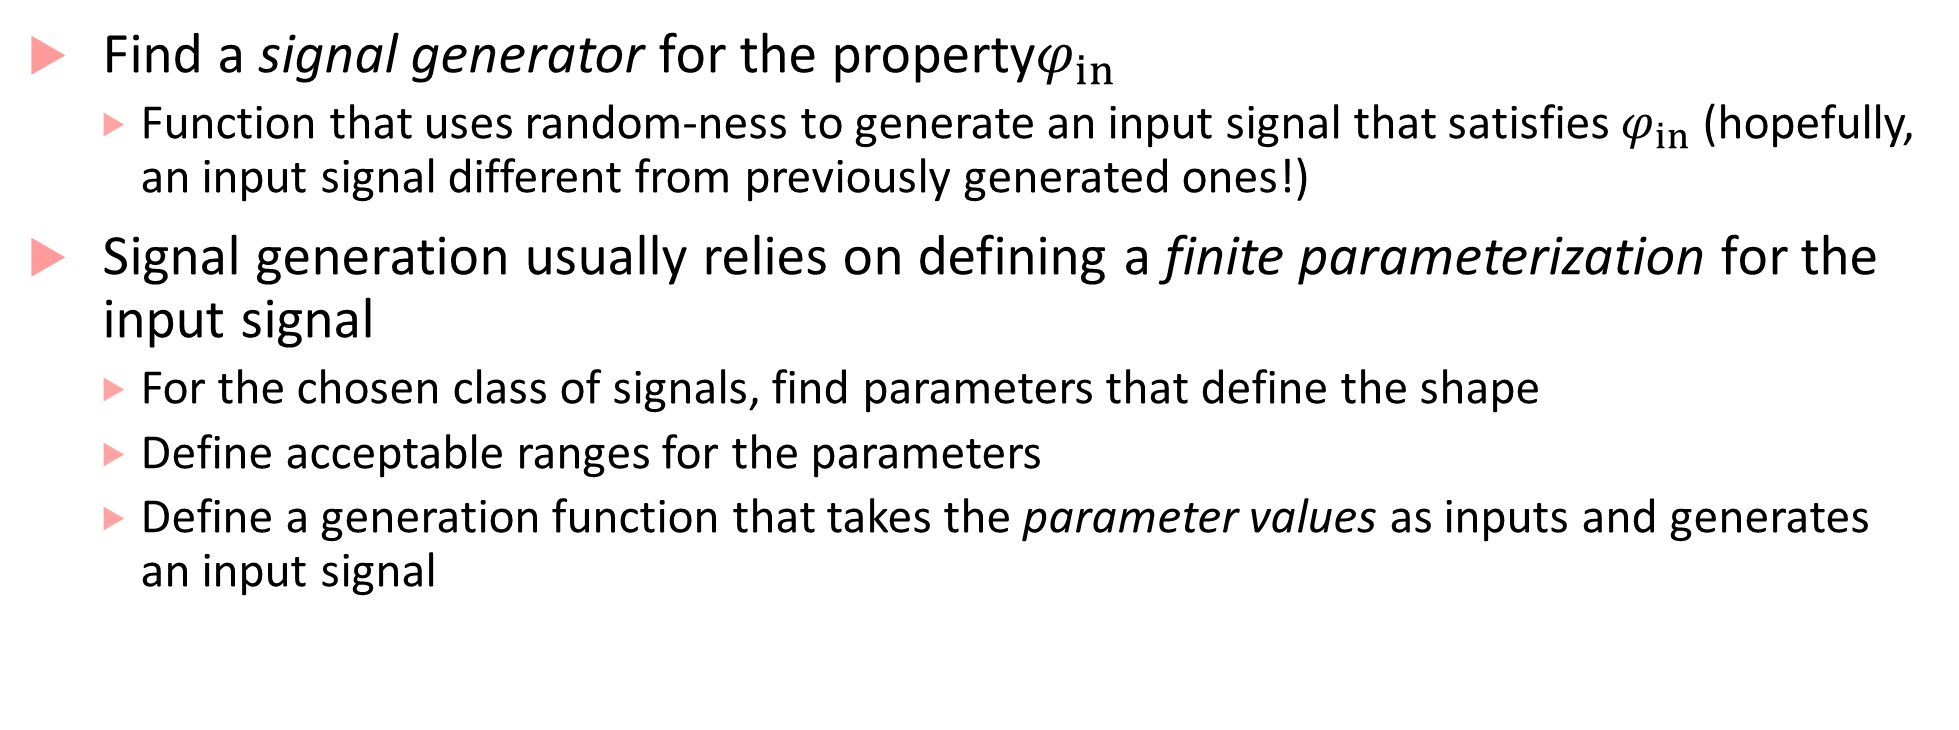 Find a signal generator for the propertyφin
Function that uses random-ness to generate an input signal that satisfies φin (hopefully,
an input signal different from previously generated ones!)
Signal generation usually relies on defining a finite parameterization for the
input signal
For the chosen class of signals, find parameters that define the shape
Define acceptable ranges for the parameters
Define a generation function that takes the parameter values as inputs and generates
an input signal